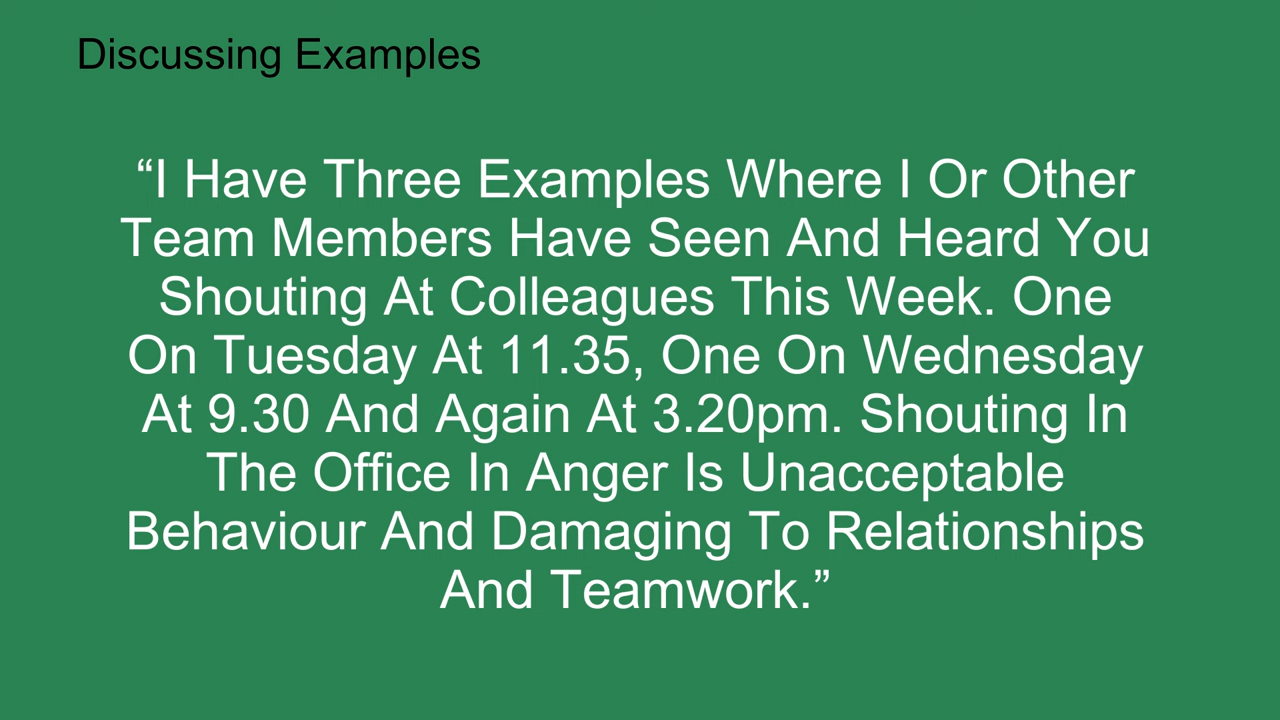 Discussing Examples
“I Have Three Examples Where I Or Other
Team Members Have Seen And Heard You
Shouting At Colleagues This Week. One
On Tuesday At 11.35, One On Wednesday
At 9.30 And Again At 3.20pm. Shouting In
The Office In Anger Is Unacceptable
Behaviour And Damaging To Relationships
And Teamwork.”